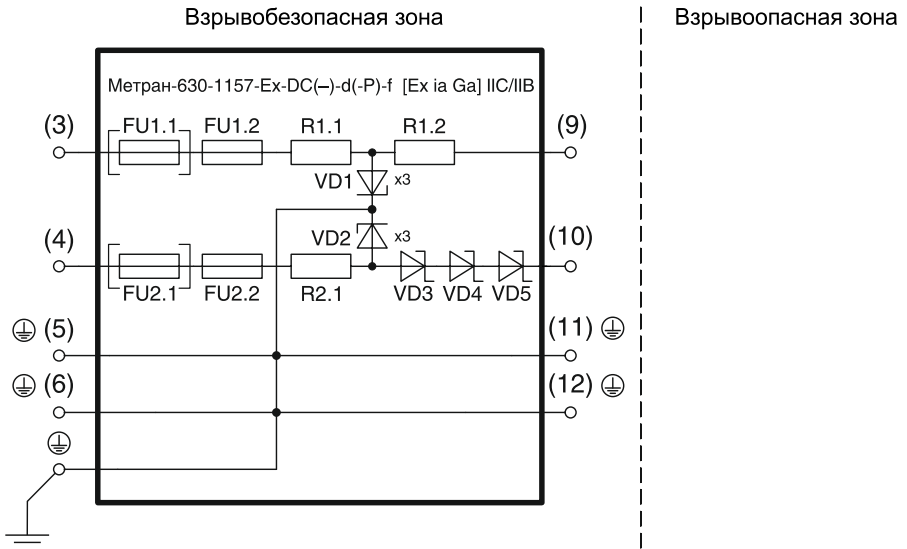 Взрывобезопасная зона
Взрывоопасная зона
Метран-630-1157-Ex-DC(–)-d(-P)-f [Ex ia Ga] IIC/IIB
(3) FU1.1 FU1.2 R1.1 R1.2 (9)
VD1 x3
(4) VD2 x3 (10)
FU2.1 FU2.2 R2.1 VD3 VD4 VD5
(5) (11)
(6) (12)